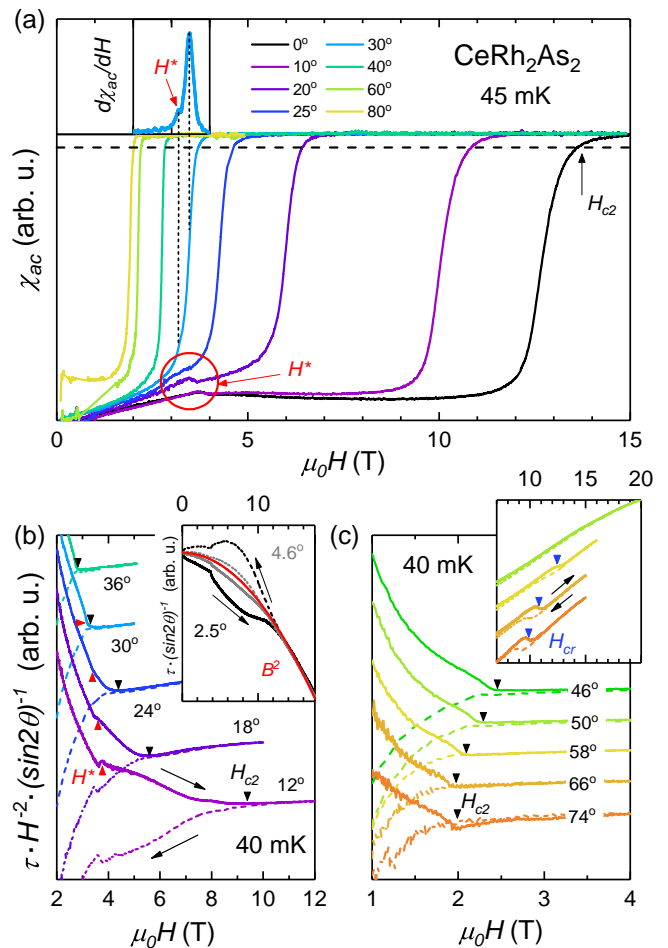 (a)
dχac/dH
H*
0º 30º
10º 40º
20º 60º
25º 80º
CeRh2As2
45 mK
χac (arb. u.)
Hc2
H*
0 5 10 15
μ0H (T)
(b)
0 10
36º
30º
24º
18º
12º
τ·(sin2θ)-1 (arb. u.)
4.6º
2.5º
B2
τ·H-2·(sin2θ)-1 (arb. u.)
H*
Hc2
40 mK
2 4 6 8 10 12
μ0H (T)
(c)
40 mK
10 15 20
Hcr
46º
50º
58º
66º
74º
Hc2
1 2 3 4
μ0H (T)